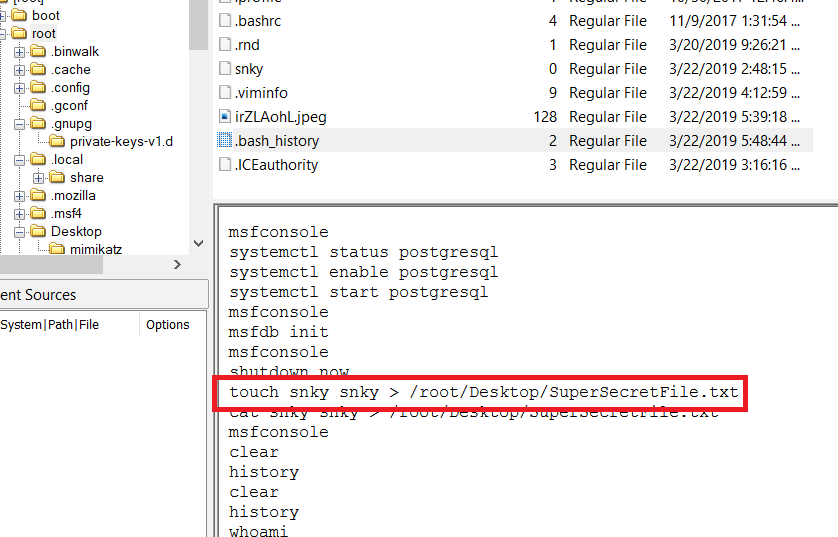 [root]
boot
root
.binwalk
.cache
.config
.gconf
.gnupg
private-keys-v1.d
.local
share
.mozilla
.msf4
Desktop
mimikatz
ent Sources
System|Path|File Options
.bashrc 4 Regular File 11/9/2017 1:31:54 ...
.rnd 1 Regular File 3/20/2019 9:26:21 ...
snky 0 Regular File 3/22/2019 2:48:15 ...
.viminfo 9 Regular File 3/22/2019 4:12:59 ...
irZLAohL.jpeg 128 Regular File 3/22/2019 5:39:18 ...
.bash_history 2 Regular File 3/22/2019 5:48:44 ...
.ICEauthority 3 Regular File 3/22/2019 3:16:16 ...
msfconsole
systemctl status postgresql
systemctl enable postgresql
systemctl start postgresql
msfconsole
msfdb init
msfconsole
shutdown now
touch snky snky > /root/Desktop/SuperSecretFile.txt
cat snky snky > /root/Desktop/SuperSecretFile.txt
msfconsole
clear
history
clear
history
whoami